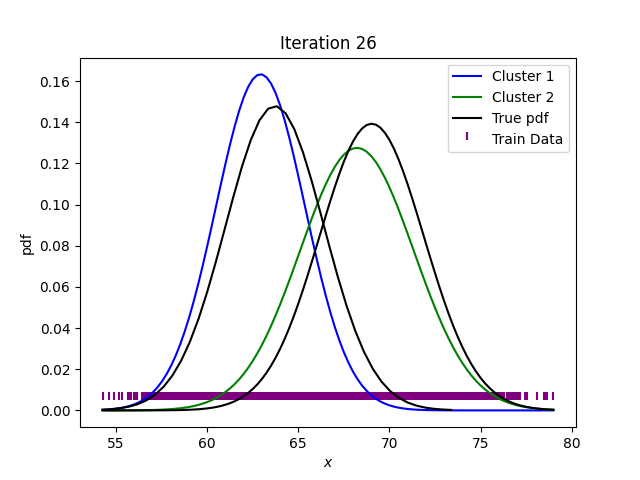 Iteration 26
Cluster 1
Cluster 2
True pdf
Train Data
pdf
0.16
0.14
0.12
0.10
0.08
0.06
0.04
0.02
0.00
55 60 65 70 75 80
x